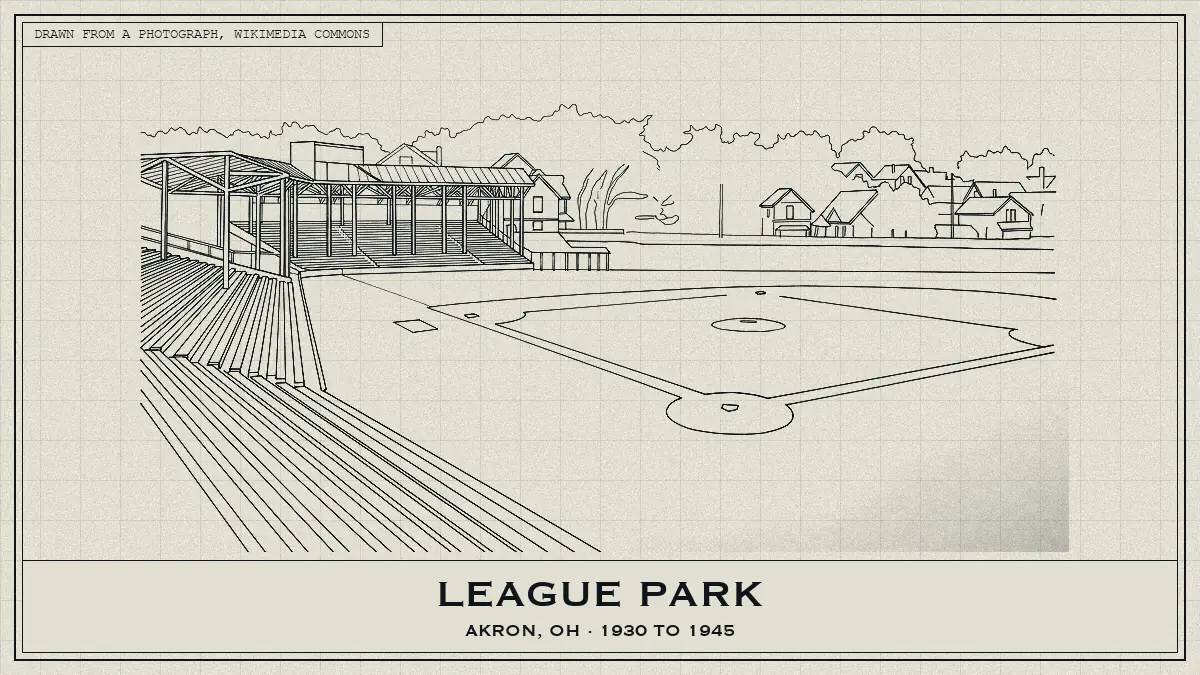 DRAWN FROM A PHOTOGRAPH, WIKIMEDIA COMMONS
LEAGUE PARK
AKRON, OH · 1930 TO 1945